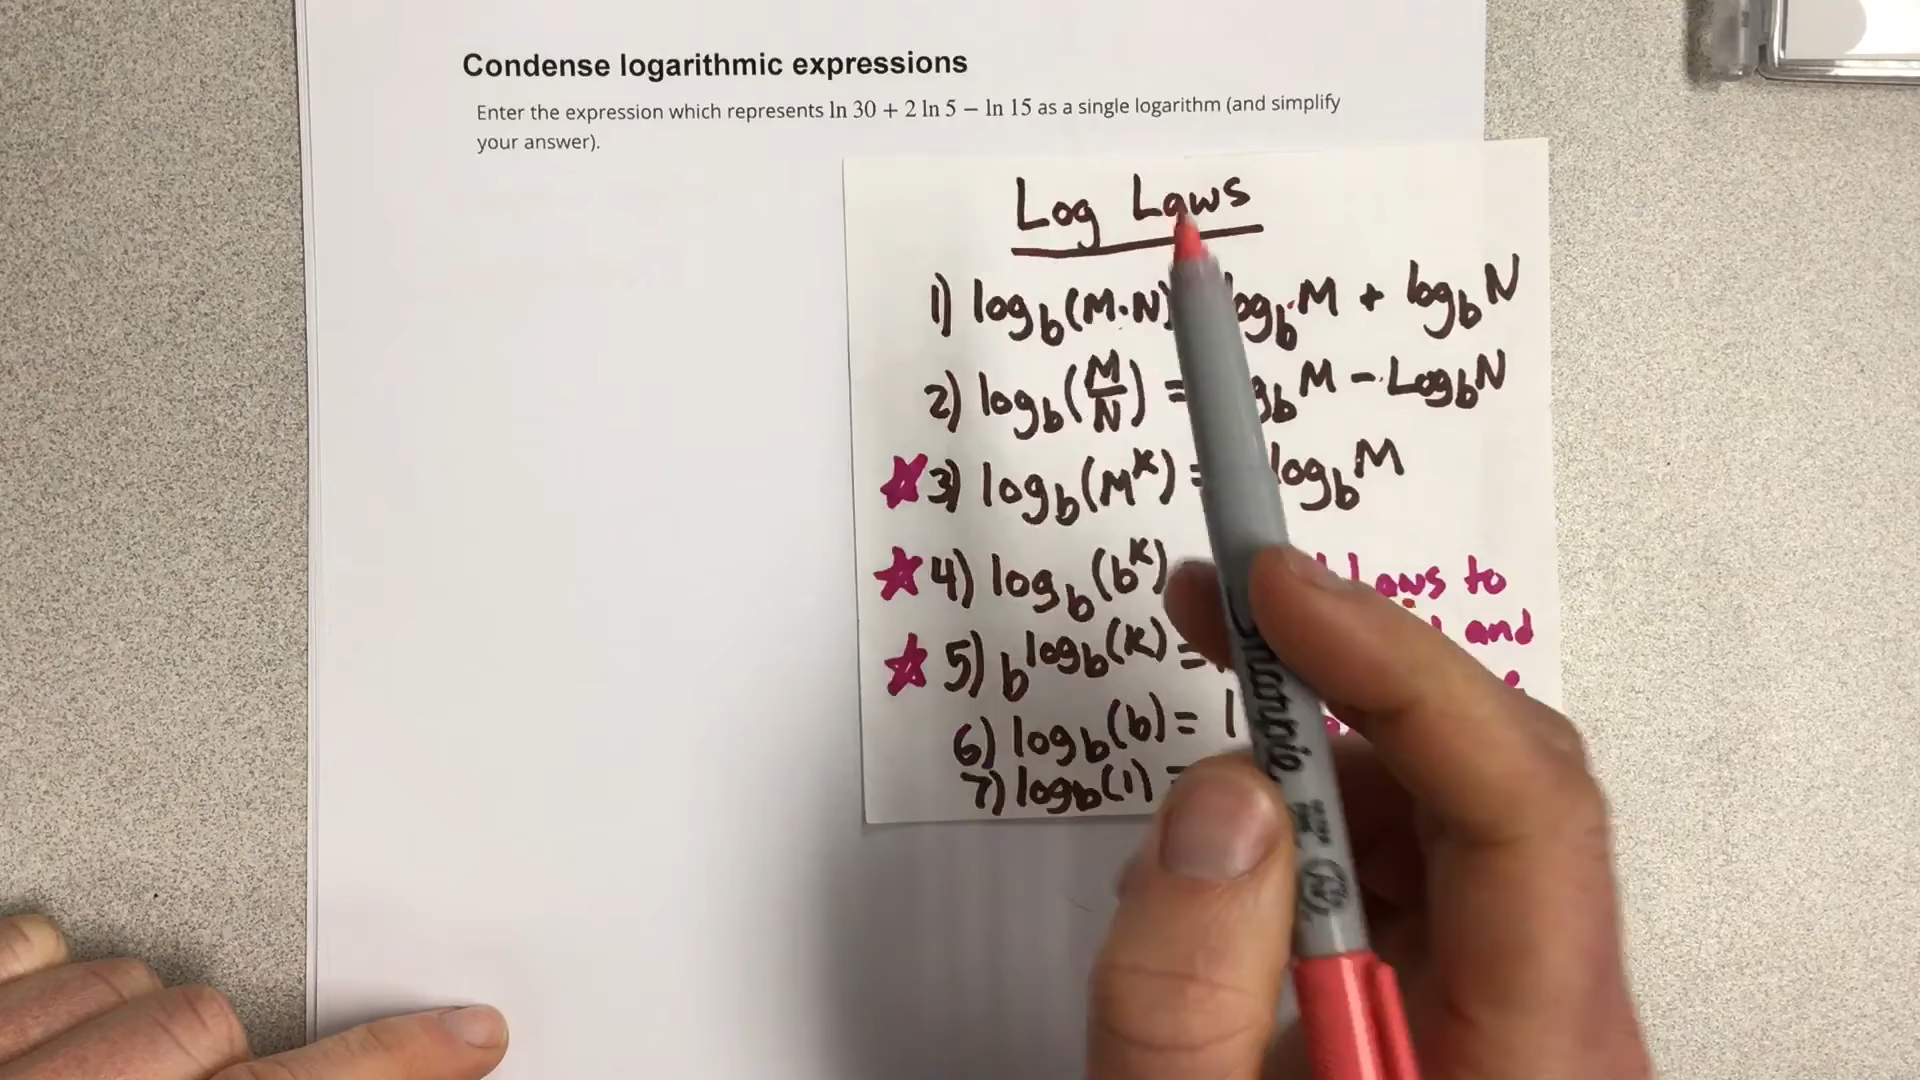 Condense logarithmic expressions
Enter the expression which represents ln 30 + 2 ln 5 − ln 15 as a single logarithm (and simplify
your answer).
Log Laws
1) log_b(M·N) log_b M + log_b N
2) log_b(M/N) = log_b M - Log_b N
3) log_b(M^k) = log_b M
4) log_b(b^k) Laws to
and
5) b^log_b(k) =
6) log_b(b) = 1
7) log_b(1) =
Sharpie